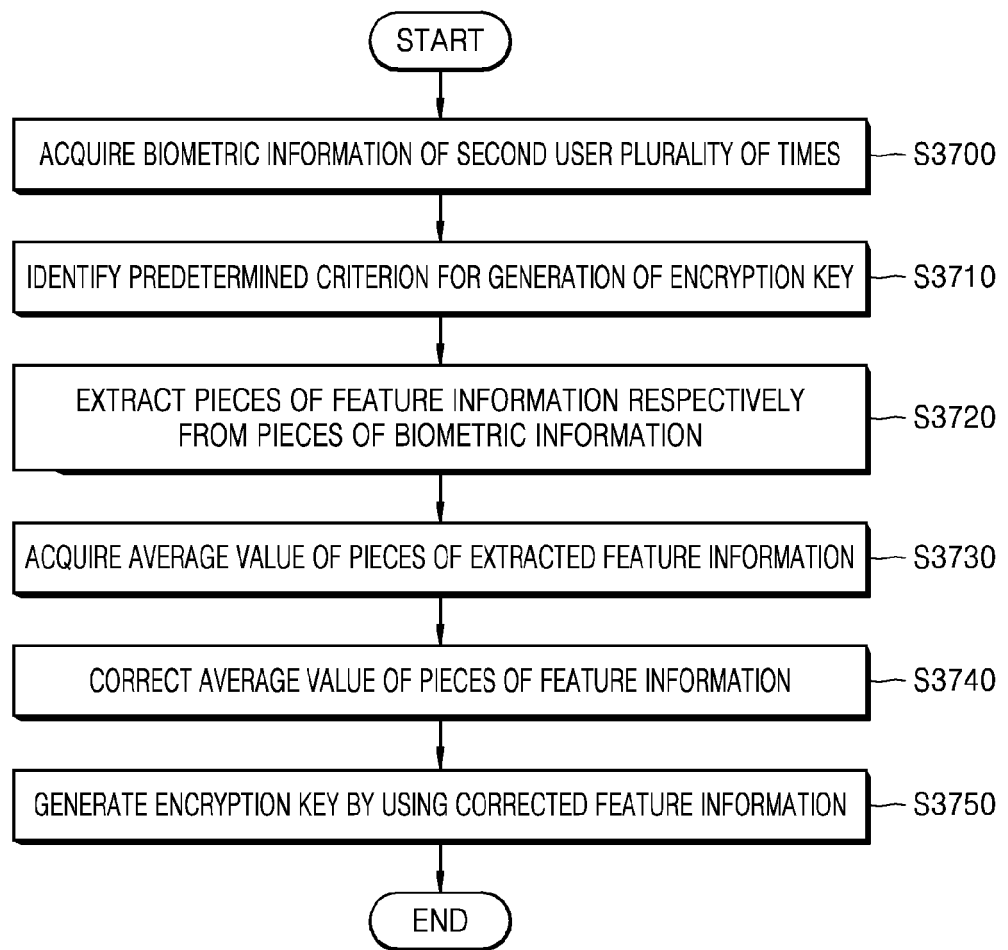 START
ACQUIRE BIOMETRIC INFORMATION OF SECOND USER PLURALITY OF TIMES
S3700
IDENTIFY PREDETERMINED CRITERION FOR GENERATION OF ENCRYPTION KEY
S3710
EXTRACT PIECES OF FEATURE INFORMATION RESPECTIVELY
FROM PIECES OF BIOMETRIC INFORMATION
S3720
ACQUIRE AVERAGE VALUE OF PIECES OF EXTRACTED FEATURE INFORMATION
S3730
CORRECT AVERAGE VALUE OF PIECES OF FEATURE INFORMATION
S3740
GENERATE ENCRYPTION KEY BY USING CORRECTED FEATURE INFORMATION
S3750
END